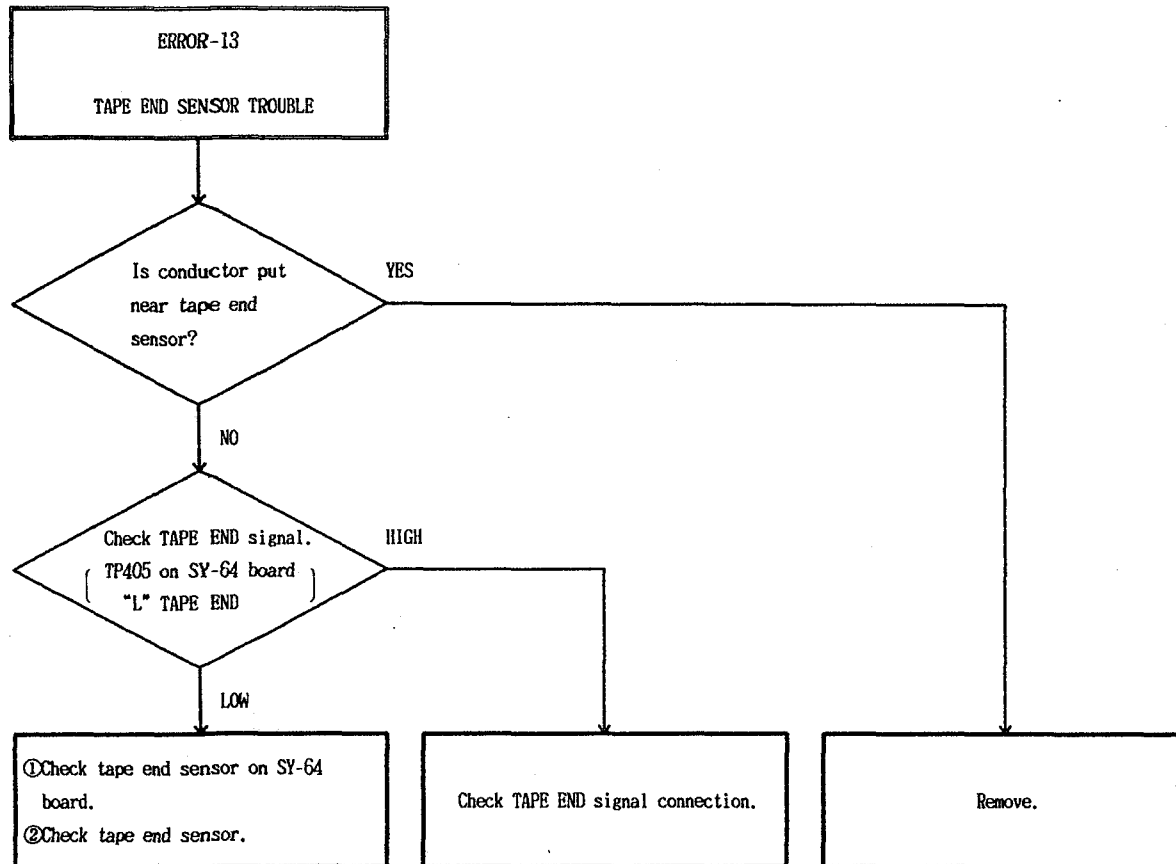 ERROR-13
TAPE END SENSOR TROUBLE
Is conductor put
near tape end
sensor?
YES
NO
Check TAPE END signal.
TP405 on SY-64 board
"L" TAPE END
HIGH
LOW
①Check tape end sensor on SY-64
board.
②Check tape end sensor.
Check TAPE END signal connection.
Remove.